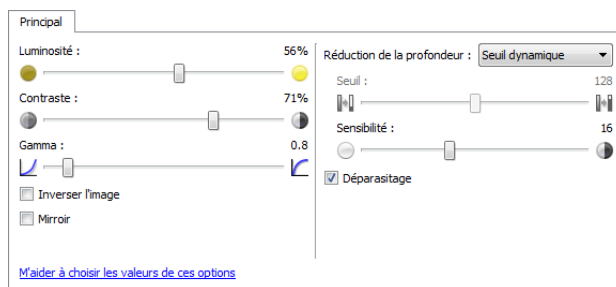 Principal
Luminosité : 56%
Contraste : 71%
Gamma : 0.8
Inverser l'image
Mirroir
M'aider à choisir les valeurs de ces options
Réduction de la profondeur : Seuil dynamique
Seuil : 128
Sensibilité : 16
Déparasitage